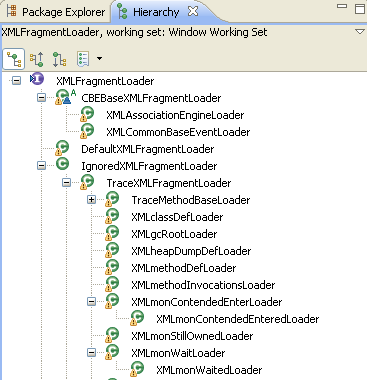 Package Explorer Hierarchy
XMLFragmentLoader, working set: Window Working Set
XMLFragmentLoader
CBEBaseXMLFragmentLoader
XMLAssociationEngineLoader
XMLCommonBaseEventLoader
DefaultXMLFragmentLoader
IgnoredXMLFragmentLoader
TraceXMLFragmentLoader
TraceMethodBaseLoader
XMLclassDefLoader
XMLgcRootLoader
XMLheapDumpDefLoader
XMLmethodDefLoader
XMLmethodInvocationsLoader
XMLmonContendedEnterLoader
XMLmonContendedEnteredLoader
XMLmonStillOwnedLoader
XMLmonWaitLoader
XMLmonWaitedLoader